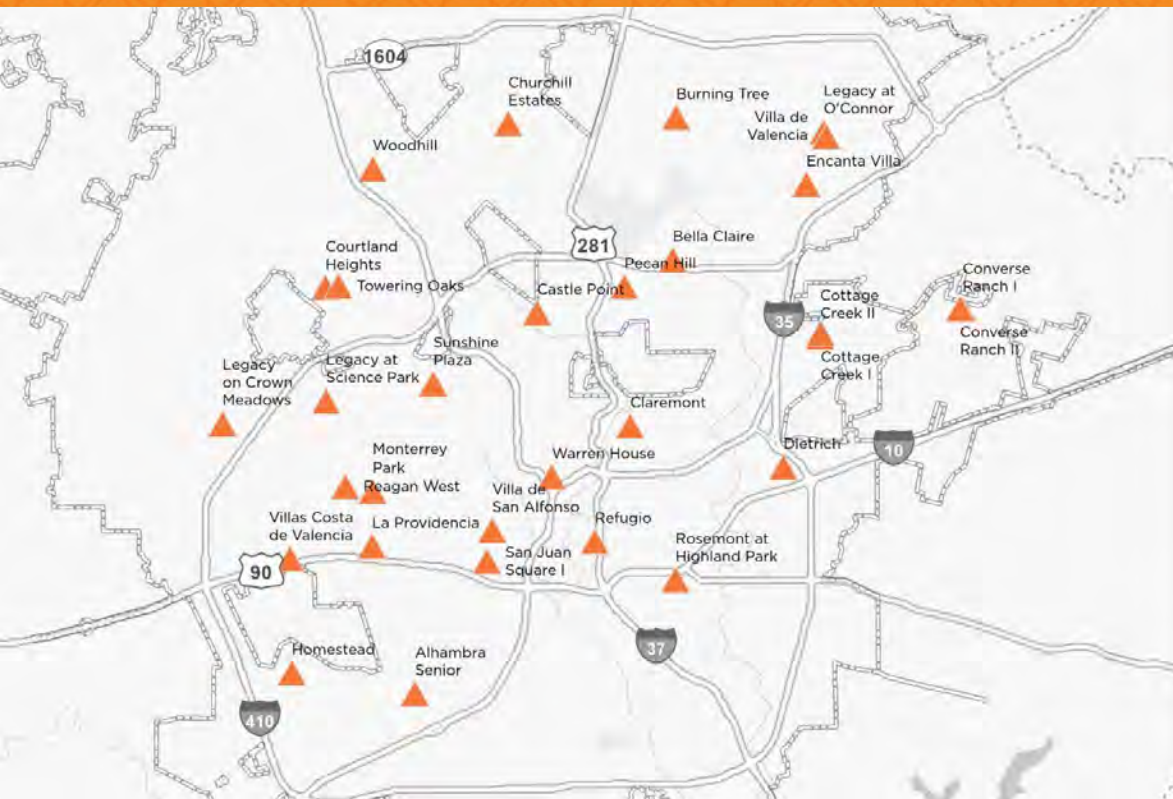 1604
Churchill
Estates
Burning Tree
Legacy at
O'Connor
Villa de
Valencia
Woodhill
Encanta Villa
281
Bella Claire
Courtland
Heights
Pecan Hill
Towering Oaks
Castle Point
Converse
Ranch I
Cottage
Creek II
35
Converse
Ranch II
Sunshine
Plaza
Legacy at
Science Park
Cottage
Creek I
Legacy
on Crown
Meadows
Claremont
Dietrich
10
Monterrey
Park
Warren House
Reagan West
Villa de
San Alfonso
Villas Costa
de Valencia
La Providencia
Refugio
San Juan
Square I
Rosemont at
Highland Park
90
37
Homestead
Alhambra
Senior
410